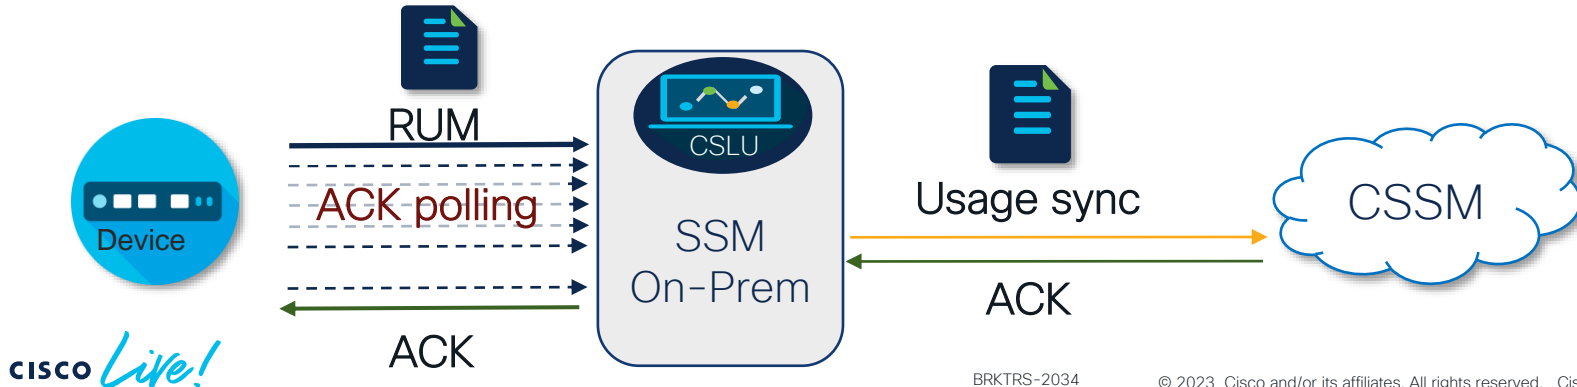 RUM
CSLU
ACK polling
Device
Usage sync
CSSM
SSM
On-Prem
ACK
ACK
CISCO Live!
BRKTRS-2034
© 2023 Cisco and/or its affiliates. All rights reserved. Cis